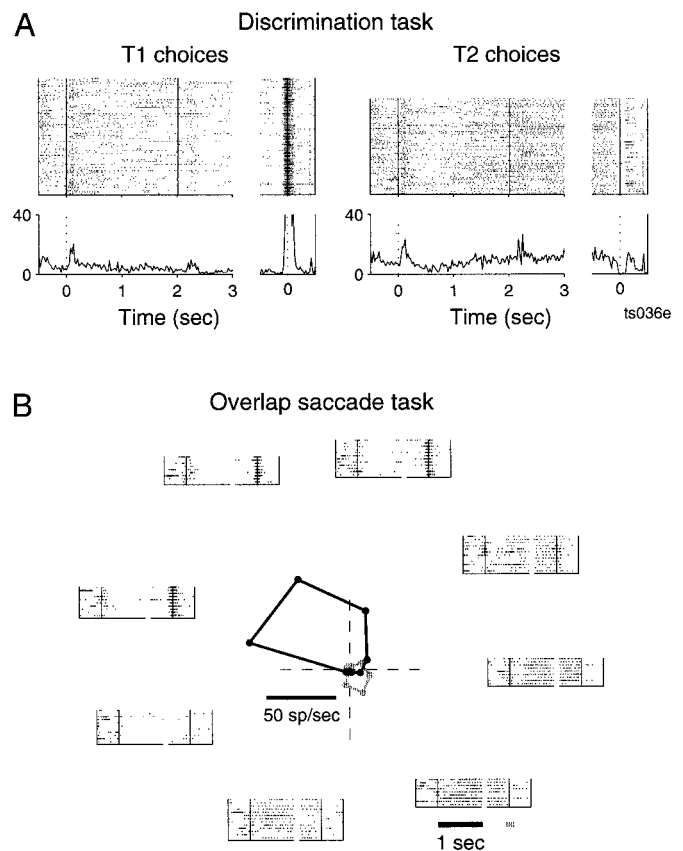 A
Discrimination task
T1 choices
T2 choices
40
0
0 1 2 3
0
40
0
0 1 2 3
0
Time (sec)
Time (sec)
ts036e
B
Overlap saccade task
50 sp/sec
1 sec